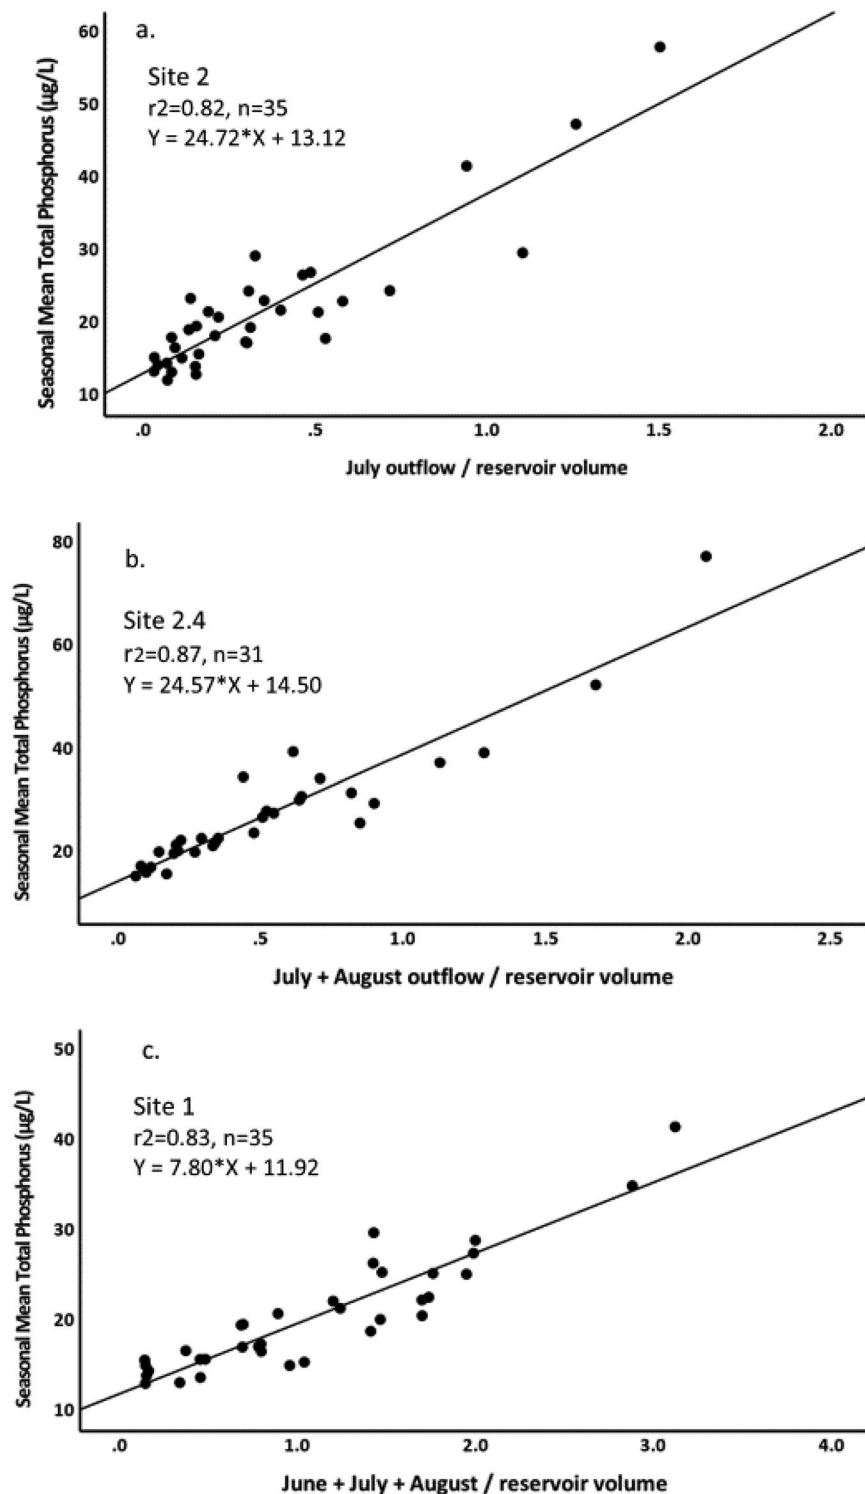 a.
Site 2
r2=0.82, n=35
Y = 24.72*X + 13.12
Seasonal Mean Total Phosphorus (µg/L)
60
50
40
30
20
10
.0 .5 1.0 1.5 2.0
July outflow / reservoir volume
b.
Site 2.4
r2=0.87, n=31
Y = 24.57*X + 14.50
Seasonal Mean Total Phosphorus (µg/L)
80
60
40
20
.0 .5 1.0 1.5 2.0 2.5
July + August outflow / reservoir volume
c.
Site 1
r2=0.83, n=35
Y = 7.80*X + 11.92
Seasonal Mean Total Phosphorus (µg/L)
50
40
30
20
10
.0 1.0 2.0 3.0 4.0
June + July + August / reservoir volume